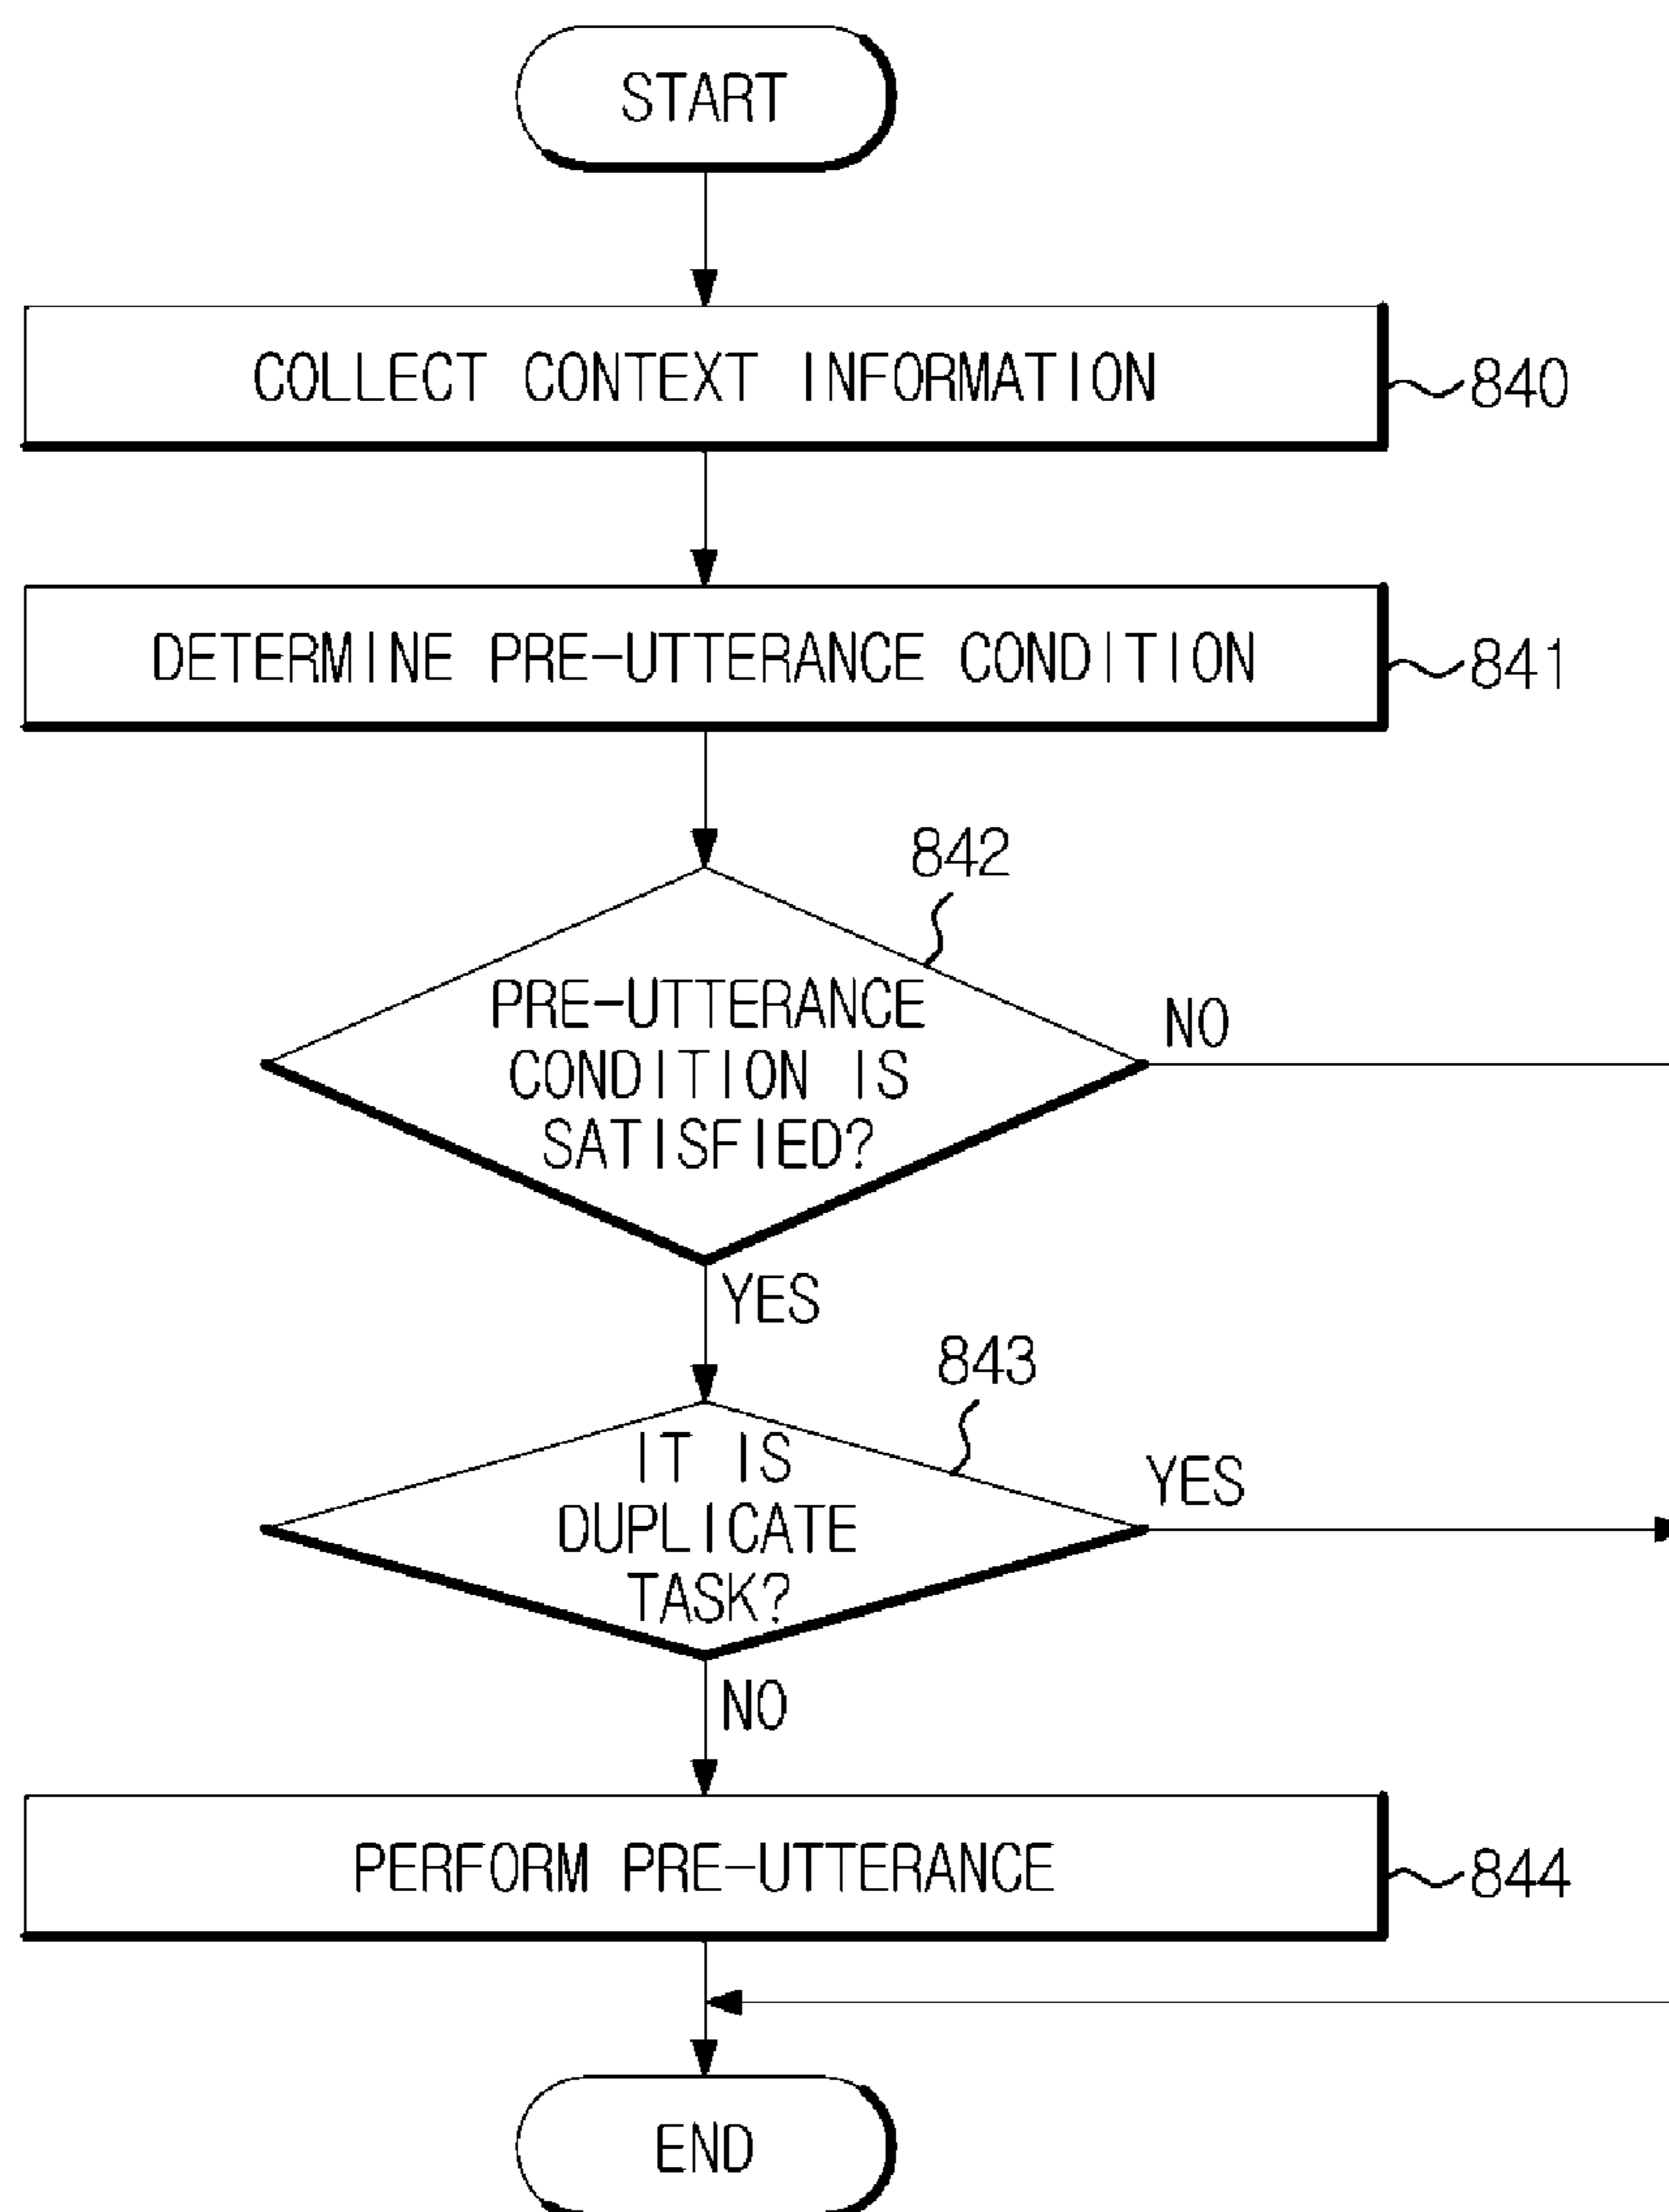 START
COLLECT CONTEXT INFORMATION
840
DETERMINE PRE-UTTERANCE CONDITION
841
842
PRE-UTTERANCE
CONDITION IS
SATISFIED?
NO
YES
843
IT IS
DUPLICATE
TASK?
YES
NO
PERFORM PRE-UTTERANCE
844
END